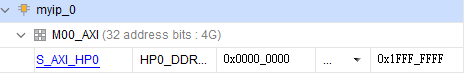 myip_0
M00_AXI (32 address bits : 4G)
S_AXI_HP0 HP0_DDR... 0x0000_0000 ... 0x1FFF_FFFF